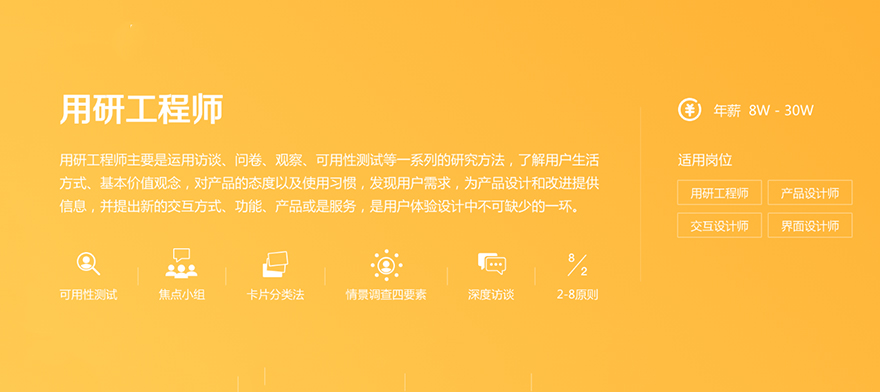 用研工程师
用研工程师主要是运用访谈、问卷、观察、可用性测试等一系列的研究方法，了解用户生活
方式、基本价值观念，对产品的态度以及使用习惯，发现用户需求，为产品设计和改进提供
信息，并提出新的交互方式、功能、产品或是服务，是用户体验设计中不可缺少的一环。
8/2
可用性测试 焦点小组 卡片分类法 情景调查四要素 深度访谈 2-8原则
年薪 8W - 30W
适用岗位
用研工程师 产品设计师
交互设计师 界面设计师